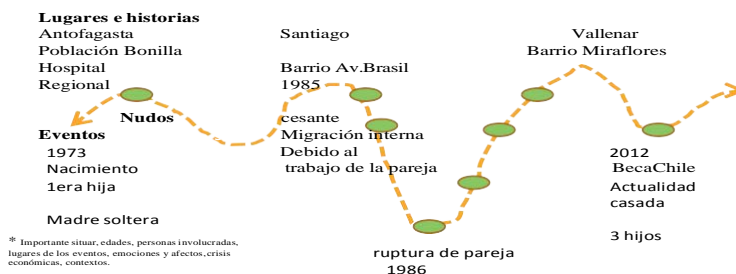 Lugares e historias
Antofagasta
Población Bonilla
Hospital
Regional
Nudos
Eventos
1973
Nacimiento
1era hija
Madre soltera
* Importante situar, edades, personas involucradas,
lugares de los eventos, emociones y afectos,crisis
económicas, contextos.
Santiago
Barrio Av.Brasil
1985
cesante
Migración interna
Debido al
trabajo de la pareja
ruptura de pareja
1986
Vallenar
Barrio Miraflores
2012
BecaChile
Actualidad
casada
3 hijos